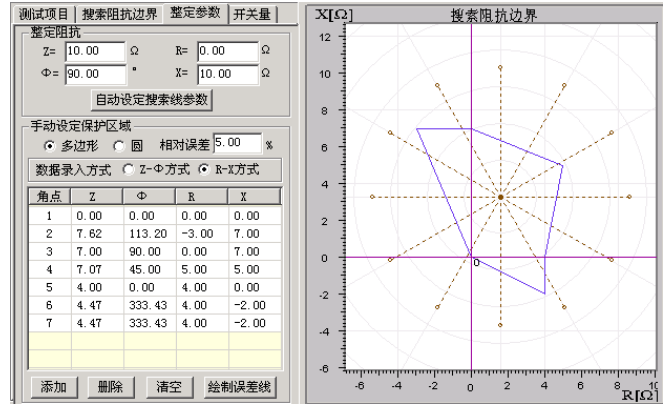 测试项目 搜索阻抗边界 整定参数 开关量
整定阻抗
Z= 10.00 Ω R= 0.00 Ω
Φ= 90.00 ° X= 10.00 Ω
自动设定搜索线参数
手动设定保护区域
多边形 圆 相对误差 5.00 %
数据录入方式 Z-Φ方式 R-X方式
角点 Z Φ R X
1 0.00 0.00 0.00 0.00
2 7.62 113.20 -3.00 7.00
3 7.00 90.00 0.00 7.00
4 7.07 45.00 5.00 5.00
5 4.00 0.00 4.00 0.00
6 4.47 333.43 4.00 -2.00
7 4.47 333.43 4.00 -2.00
添加 删除 清空 绘制误差线
X[Ω] 搜索阻抗边界
12
10
8
6
4
2
0
0
-2
-4
-6
-6 -4 -2 0 2 4 6 8 10
R[Ω]